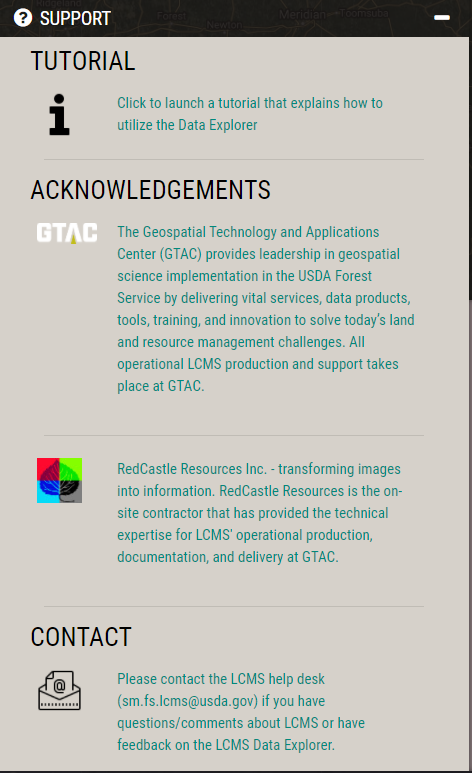 SUPPORT
TUTORIAL
Click to launch a tutorial that explains how to
utilize the Data Explorer
ACKNOWLEDGEMENTS
GTAC
The Geospatial Technology and Applications
Center (GTAC) provides leadership in geospatial
science implementation in the USDA Forest
Service by delivering vital services, data products,
tools, training, and innovation to solve today's land
and resource management challenges. All
operational LCMS production and support takes
place at GTAC.
RedCastle Resources Inc. - transforming images
into information. RedCastle Resources is the on-
site contractor that has provided the technical
expertise for LCMS' operational production,
documentation, and delivery at GTAC.
CONTACT
Please contact the LCMS help desk
(sm.fs.lcms@usda.gov) if you have
questions/comments about LCMS or have
feedback on the LCMS Data Explorer.